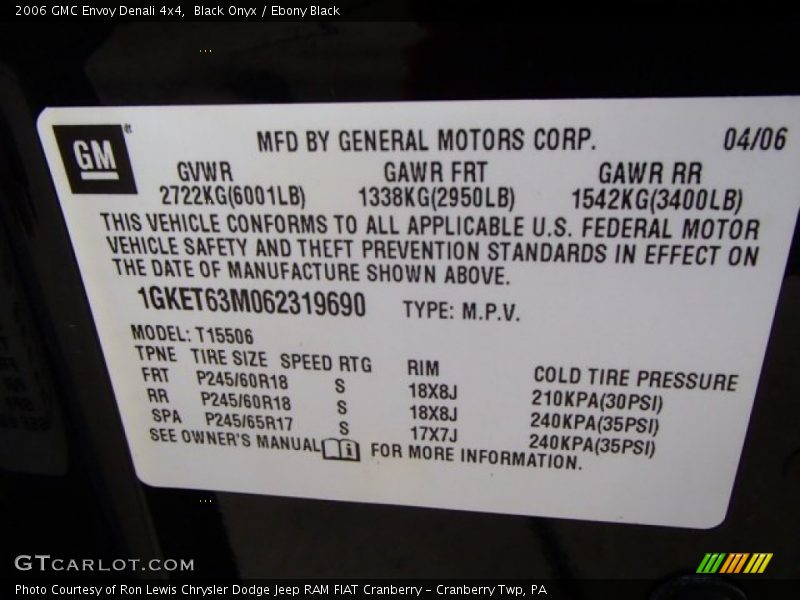 2006 GMC Envoy Denali 4x4,  Black Onyx / Ebony Black
GM®
MFD BY GENERAL MOTORS CORP. 04/06
GVWR GAWR FRT GAWR RR
2722KG(6001LB) 1338KG(2950LB) 1542KG(3400LB)
THIS VEHICLE CONFORMS TO ALL APPLICABLE U.S. FEDERAL MOTOR
VEHICLE SAFETY AND THEFT PREVENTION STANDARDS IN EFFECT ON
THE DATE OF MANUFACTURE SHOWN ABOVE.
1GKET63M062319690 TYPE: M.P.V.
MODEL: T15506
TPNE TIRE SIZE SPEED RTG RIM COLD TIRE PRESSURE
FRT P245/60R18 S 18X8J 210KPA(30PSI)
RR P245/60R18 S 18X8J 240KPA(35PSI)
SPA P245/65R17 S 17X7J 240KPA(35PSI)
SEE OWNER'S MANUAL i FOR MORE INFORMATION.
GTCARLOT.COM
Photo Courtesy of Ron Lewis Chrysler Dodge Jeep RAM FIAT Cranberry – Cranberry Twp, PA